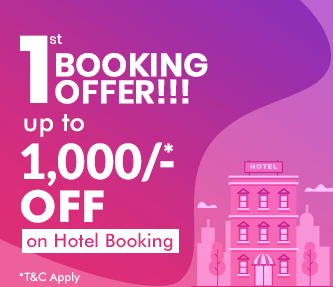 1st BOOKING
OFFER!!!
up to
1,000/-*
OFF
on Hotel Booking
*T&C Apply
HOTEL